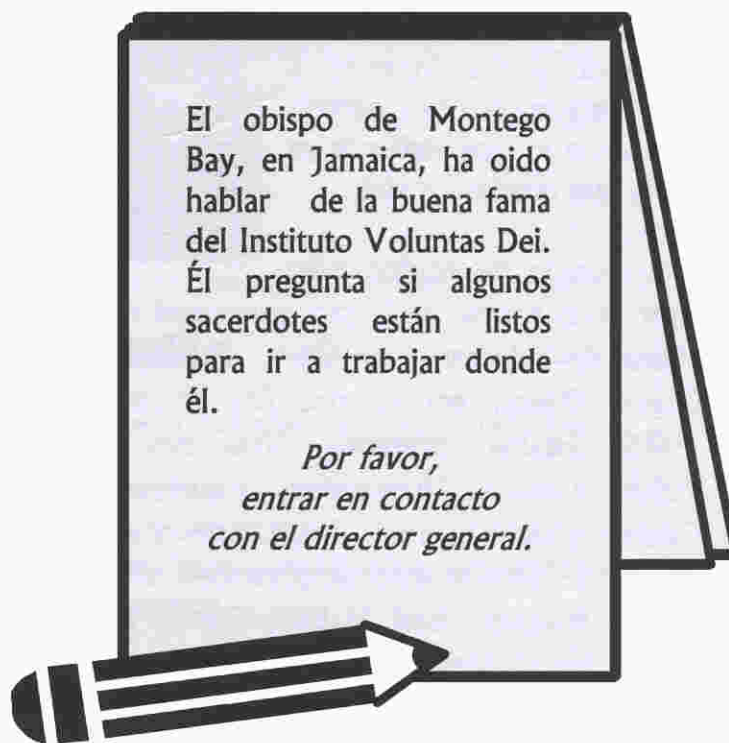 El obispo de Montego
Bay, en Jamaica, ha oido
hablar de la buena fama
del Instituto Voluntas Dei.
Él pregunta si algunos
sacerdotes están listos
para ir a trabajar donde
él.
Por favor,
entrar en contacto
con el director general.